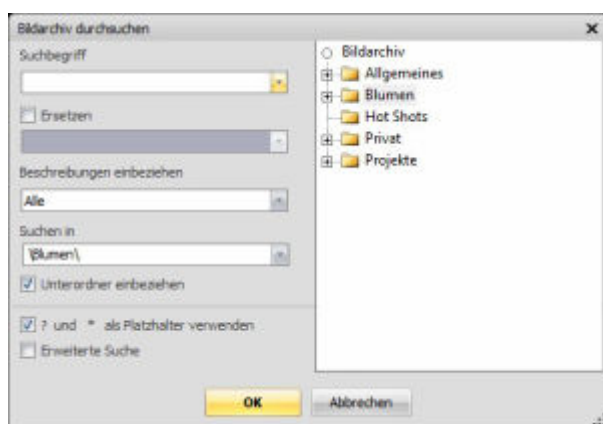 Bildarchiv durchsuchen
Suchbegriff
Ersetzen
Beschreibungen einbeziehen
Alle
Suchen in
\Blumen\
Unterordner einbeziehen
? und * als Platzhalter verwenden
Erweiterte Suche
Bildarchiv
Allgemeines
Blumen
Hot Shots
Privat
Projekte
OK
Abbrechen